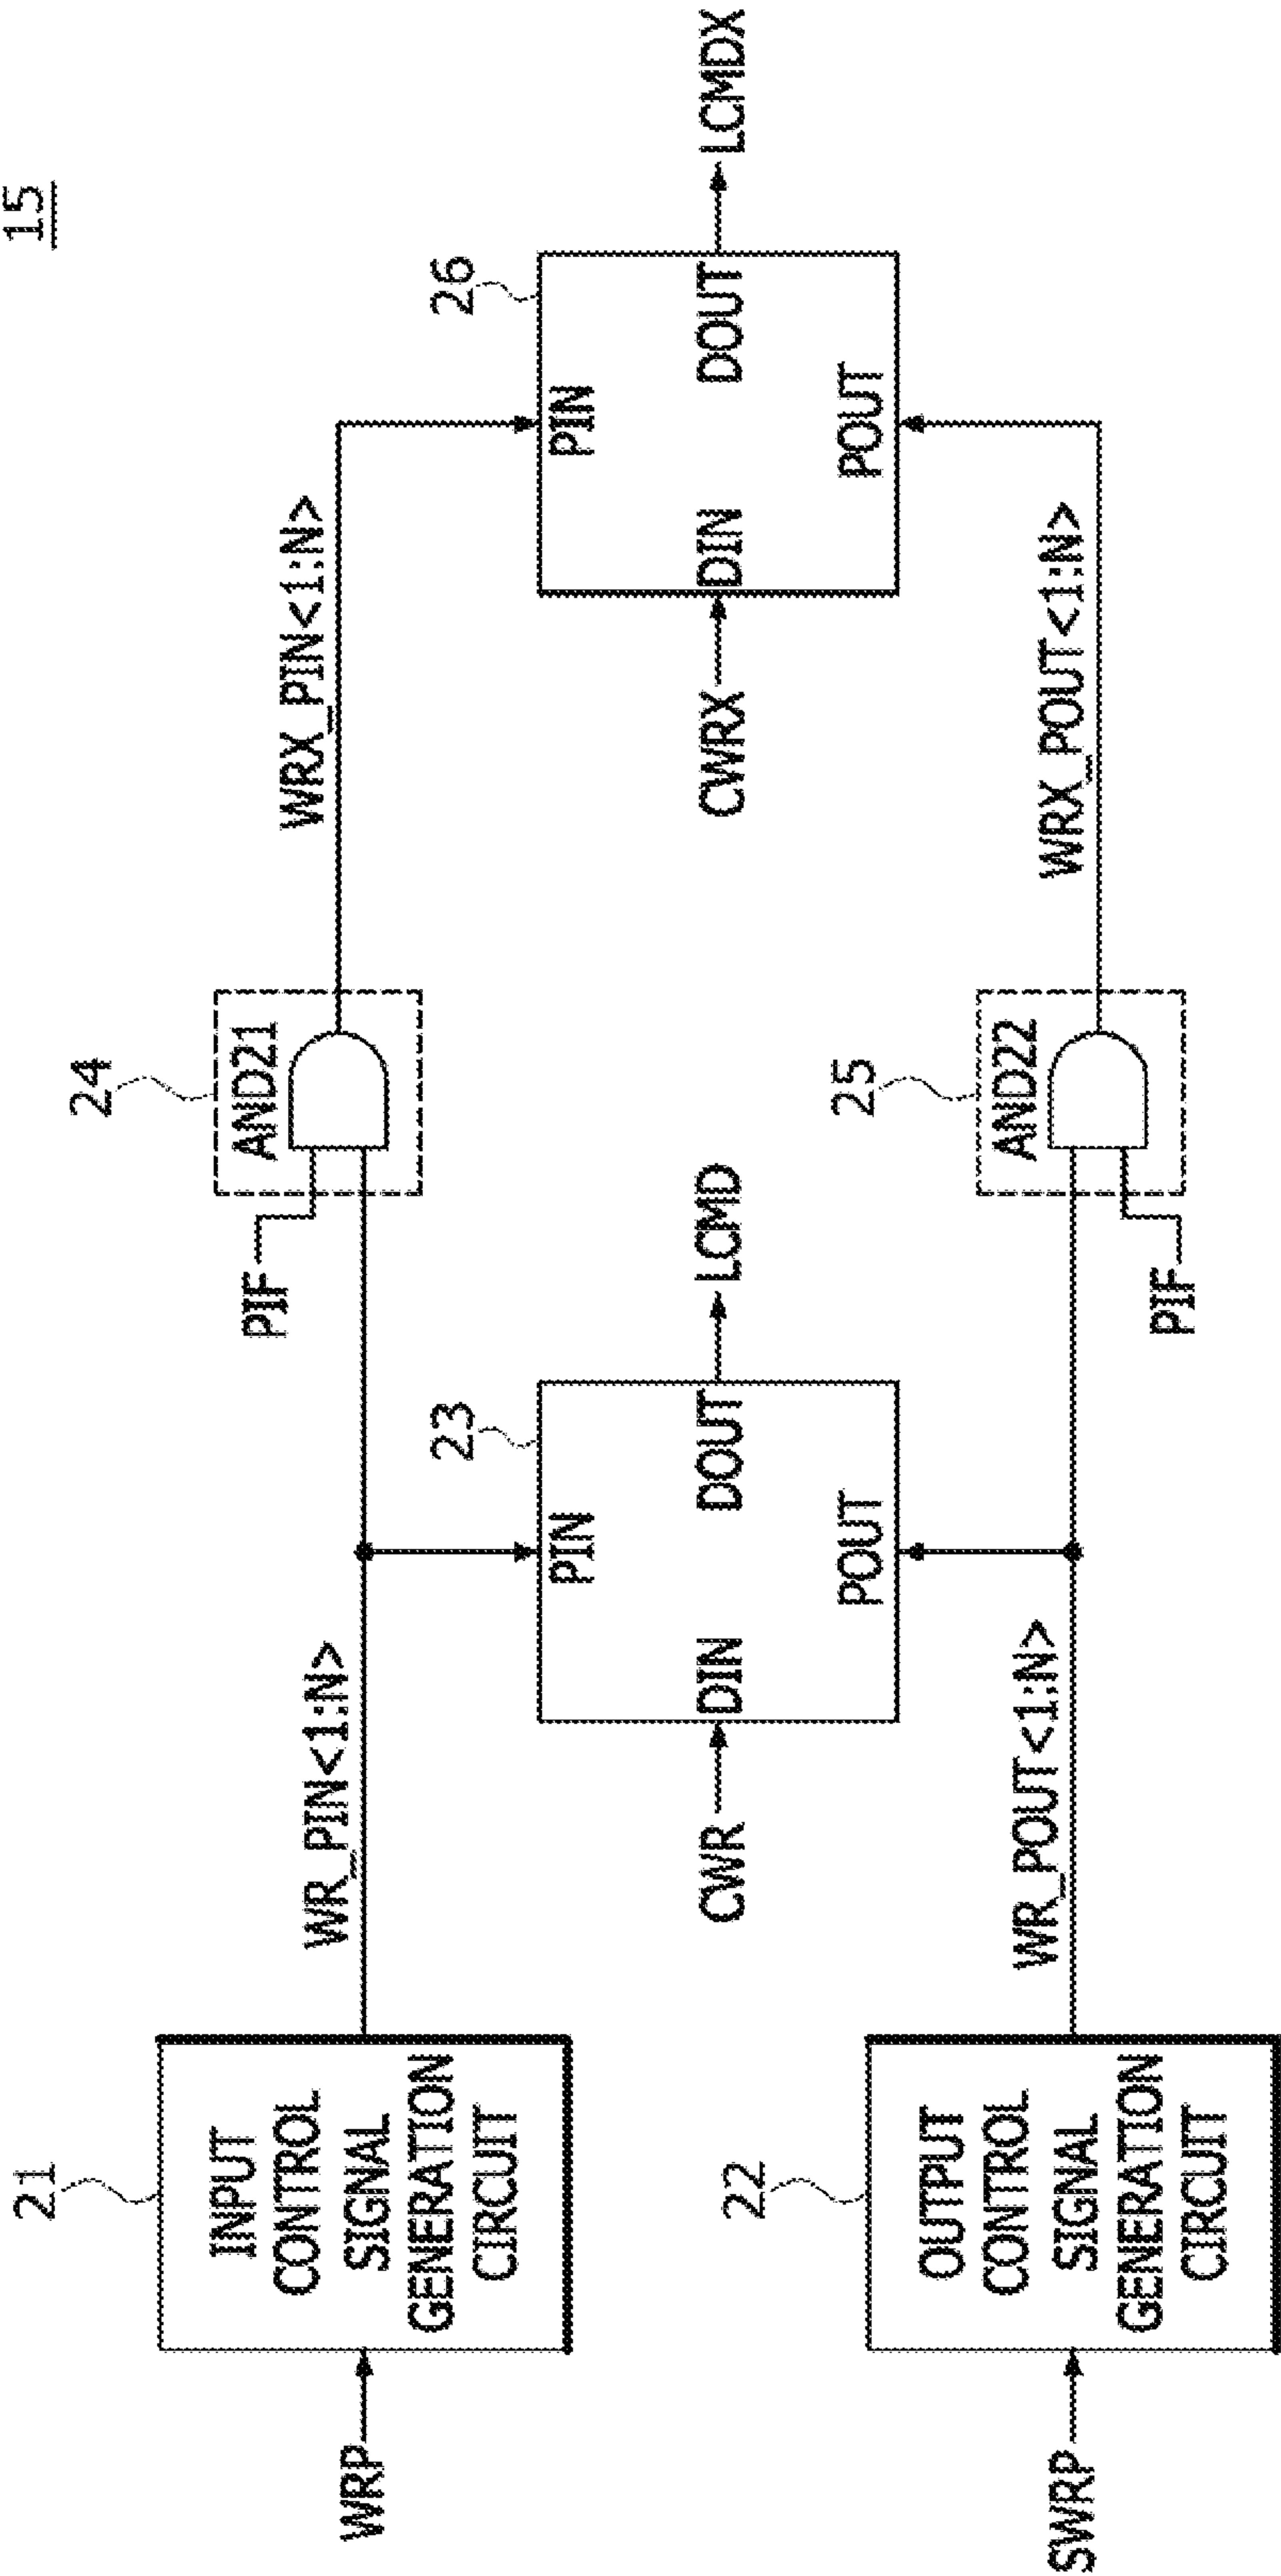 15
21
INPUT
CONTROL
SIGNAL
GENERATION
CIRCUIT
WRP
WR_PIN<1:N>
PIF
24
AND21
WRX_PIN<1:N>
23
PIN
DIN
DOUT
POUT
CWR
LCMD
26
PIN
DIN
DOUT
POUT
CWRX
LCMDX
22
OUTPUT
CONTROL
SIGNAL
GENERATION
CIRCUIT
SWRP
WR_POUT<1:N>
25
AND22
PIF
WRX_POUT<1:N>